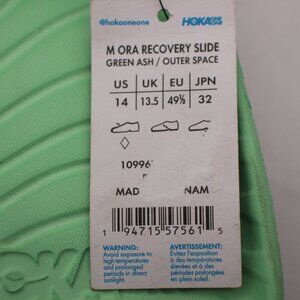 @hokaoneone HOKA ONE ONE
M ORA RECOVERY SLIDE
GREEN ASH / OUTER SPACE
US UK EU JPN
14 13.5 49⅓ 32
10996
MAD NAM
1 94715 57561 5
WARNING: AVERTISSEMENT:
Avoid exposure to Évitez l'exposition
high temperatures à des températures
and prolonged élevées et à des
periods in direct périodes prolongées
sunlight. en plein soleil.
OKA